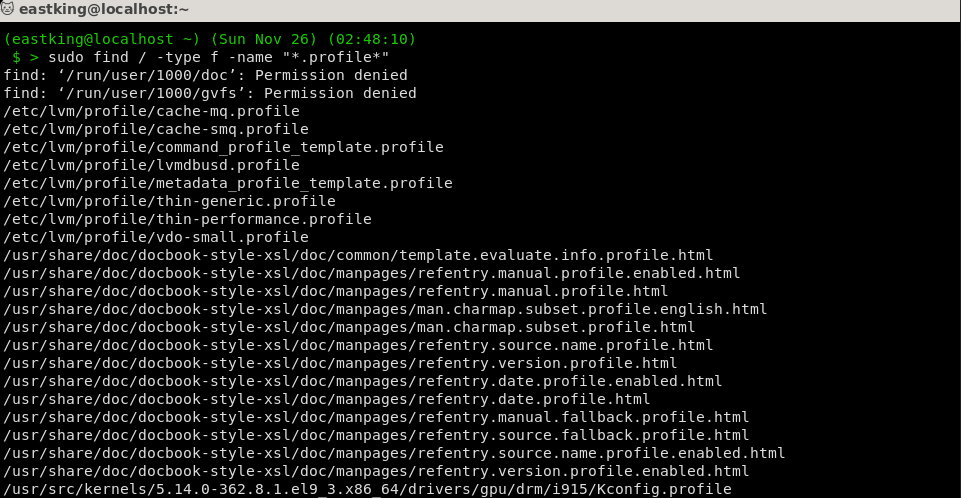 eastking@localhost:~
(eastking@localhost ~) (Sun Nov 26) (02:48:10)
$ > sudo find / -type f -name "*.profile*"
find: ‘/run/user/1000/doc’: Permission denied
find: ‘/run/user/1000/gvfs’: Permission denied
/etc/lvm/profile/cache-mq.profile
/etc/lvm/profile/cache-smq.profile
/etc/lvm/profile/command_profile_template.profile
/etc/lvm/profile/lvmdbusd.profile
/etc/lvm/profile/metadata_profile_template.profile
/etc/lvm/profile/thin-generic.profile
/etc/lvm/profile/thin-performance.profile
/etc/lvm/profile/vdo-small.profile
/usr/share/doc/docbook-style-xsl/doc/common/template.evaluate.info.profile.html
/usr/share/doc/docbook-style-xsl/doc/manpages/refentry.manual.profile.enabled.html
/usr/share/doc/docbook-style-xsl/doc/manpages/refentry.manual.profile.html
/usr/share/doc/docbook-style-xsl/doc/manpages/man.charmap.subset.profile.english.html
/usr/share/doc/docbook-style-xsl/doc/manpages/man.charmap.subset.profile.html
/usr/share/doc/docbook-style-xsl/doc/manpages/refentry.source.name.profile.html
/usr/share/doc/docbook-style-xsl/doc/manpages/refentry.version.profile.html
/usr/share/doc/docbook-style-xsl/doc/manpages/refentry.date.profile.enabled.html
/usr/share/doc/docbook-style-xsl/doc/manpages/refentry.date.profile.html
/usr/share/doc/docbook-style-xsl/doc/manpages/refentry.manual.fallback.profile.html
/usr/share/doc/docbook-style-xsl/doc/manpages/refentry.source.fallback.profile.html
/usr/share/doc/docbook-style-xsl/doc/manpages/refentry.source.name.profile.enabled.html
/usr/share/doc/docbook-style-xsl/doc/manpages/refentry.version.profile.enabled.html
/usr/src/kernels/5.14.0-362.8.1.el9_3.x86_64/drivers/gpu/drm/i915/Kconfig.profile